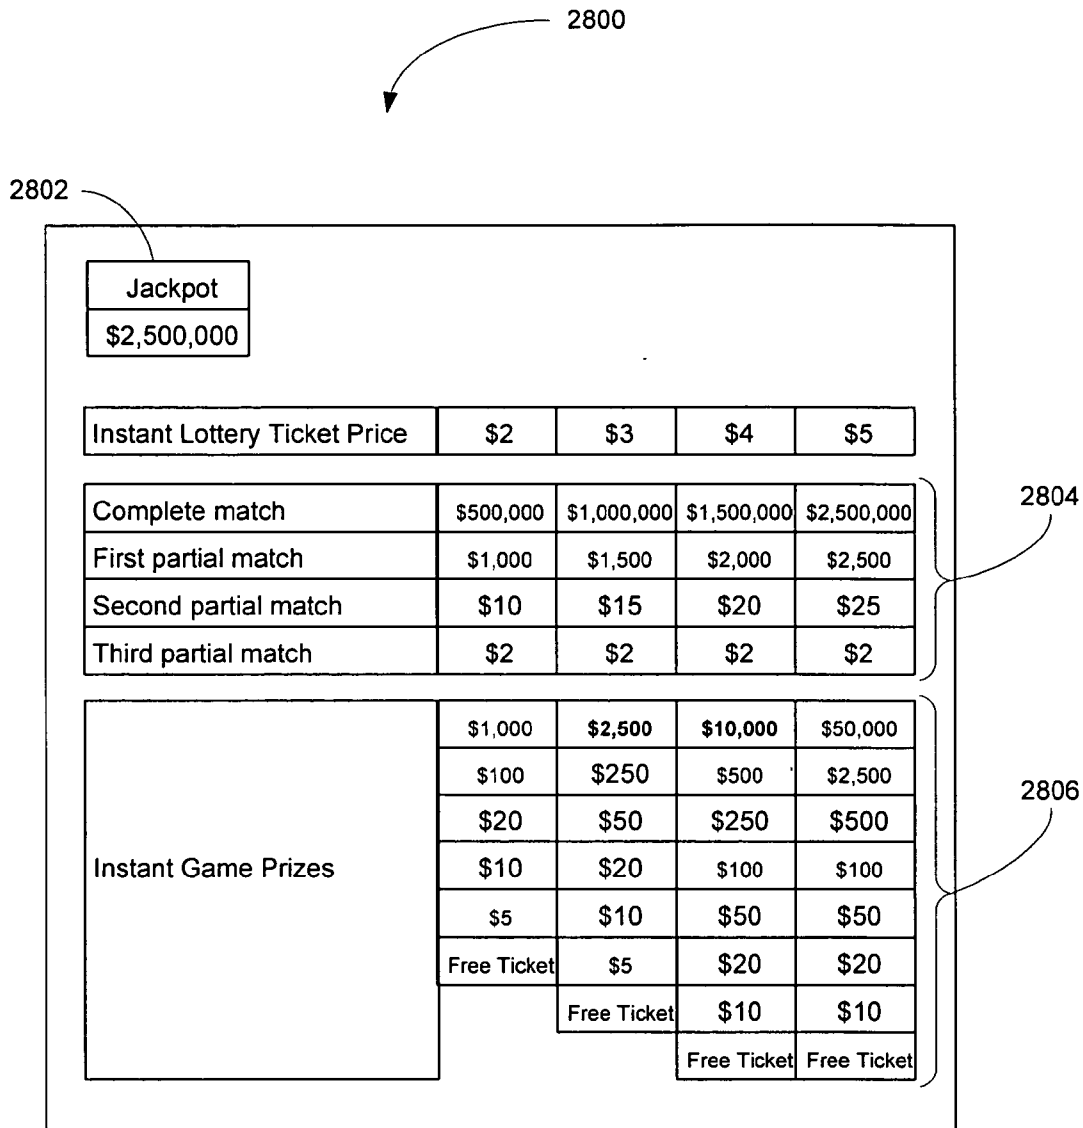 2800
2802
Jackpot
$2,500,000
Instant Lottery Ticket Price $2 $3 $4 $5
2804
Complete match $500,000 $1,000,000 $1,500,000 $2,500,000
First partial match $1,000 $1,500 $2,000 $2,500
Second partial match $10 $15 $20 $25
Third partial match $2 $2 $2 $2
2806
Instant Game Prizes
$1,000 $2,500 $10,000 $50,000
$100 $250 $500 $2,500
$20 $50 $250 $500
$10 $20 $100 $100
$5 $10 $50 $50
Free Ticket $5 $20 $20
Free Ticket $10 $10
Free Ticket Free Ticket